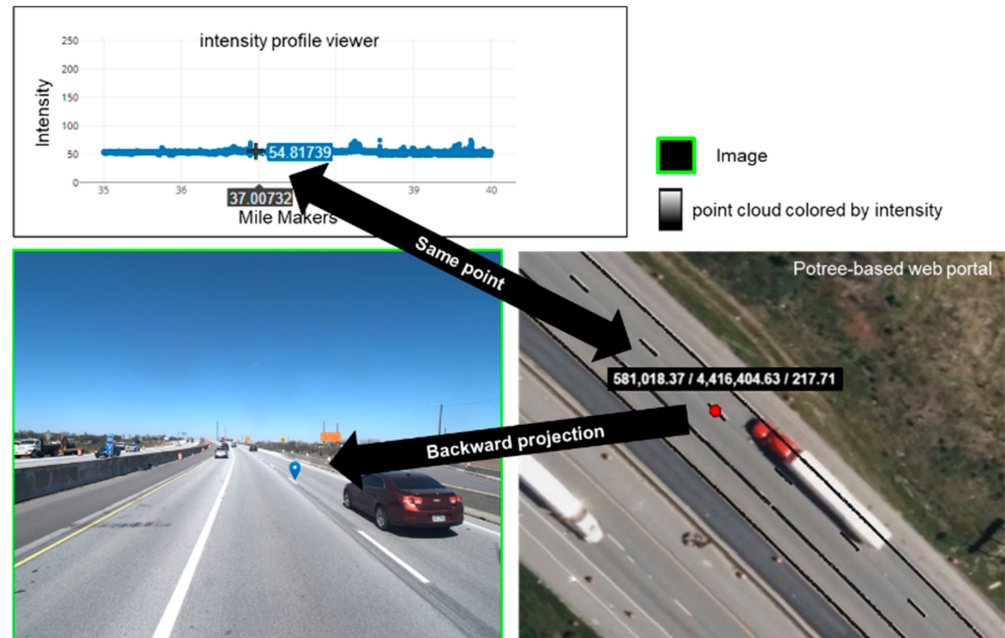 intensity profile viewer
Intensity
250
200
150
100
50
0
54.81739
35
36
37.00732
39
40
Mile Makers
Image
point cloud colored by intensity
Same point
Potree-based web portal
581,018.37 / 4,416,404.63 / 217.71
Backward projection